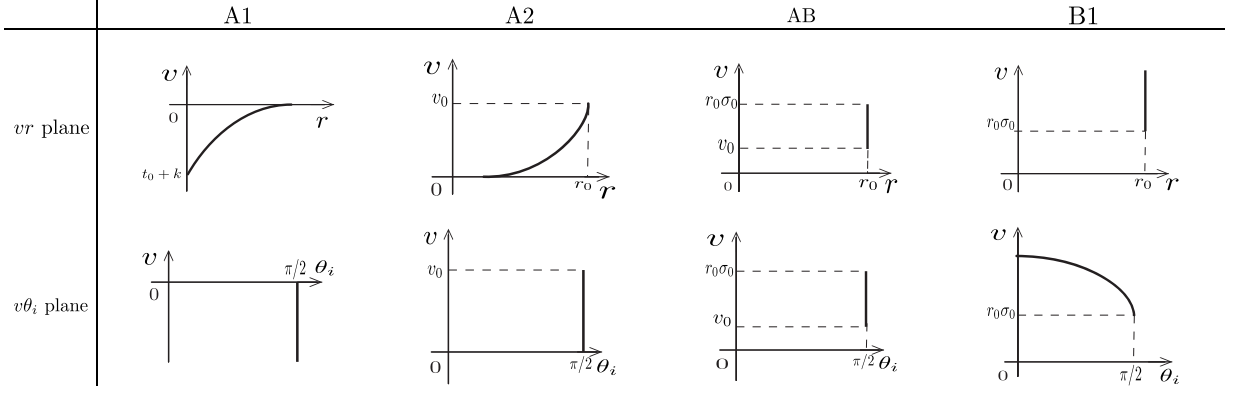 A1 A2 AB B1
vr plane
v 0 r t₀ + k
v v₀ 0 r₀ r
v r₀σ₀ v₀ 0 r₀ r
v r₀σ₀ 0 r₀ r
vθᵢ plane
v 0 π/2 θᵢ
v v₀ 0 π/2 θᵢ
v r₀σ₀ v₀ 0 π/2 θᵢ
v r₀σ₀ 0 π/2 θᵢ